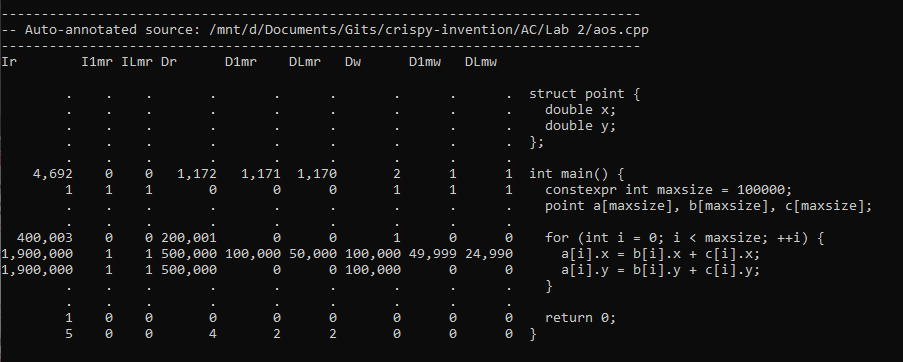 --------------------------------------------------------------------------------
-- Auto-annotated source: /mnt/d/Documents/Gits/crispy-invention/AC/Lab 2/aos.cpp
--------------------------------------------------------------------------------
Ir        I1mr ILmr Dr      D1mr    DLmr   Dw      D1mw   DLmw

        .    .    .       .       .      .       .      .      .  struct point {
        .    .    .       .       .      .       .      .      .    double x;
        .    .    .       .       .      .       .      .      .    double y;
        .    .    .       .       .      .       .      .      .  };
        .    .    .       .       .      .       .      .      .
    4,692    0    0   1,172   1,171  1,170       2      1      1  int main() {
        1    1    1       0       0      0       1      1      1    constexpr int maxsize = 100000;
        .    .    .       .       .      .       .      .      .    point a[maxsize], b[maxsize], c[maxsize];
        .    .    .       .       .      .       .      .      .
  400,003    0    0 200,001       0      0       1      0      0    for (int i = 0; i < maxsize; ++i) {
1,900,000    1    1 500,000 100,000 50,000 100,000 49,999 24,990      a[i].x = b[i].x + c[i].x;
1,900,000    1    1 500,000       0      0 100,000      0      0      a[i].y = b[i].y + c[i].y;
        .    .    .       .       .      .       .      .      .    }
        .    .    .       .       .      .       .      .      .
        1    0    0       0       0      0       0      0      0    return 0;
        5    0    0       4       2      2       0      0      0  }